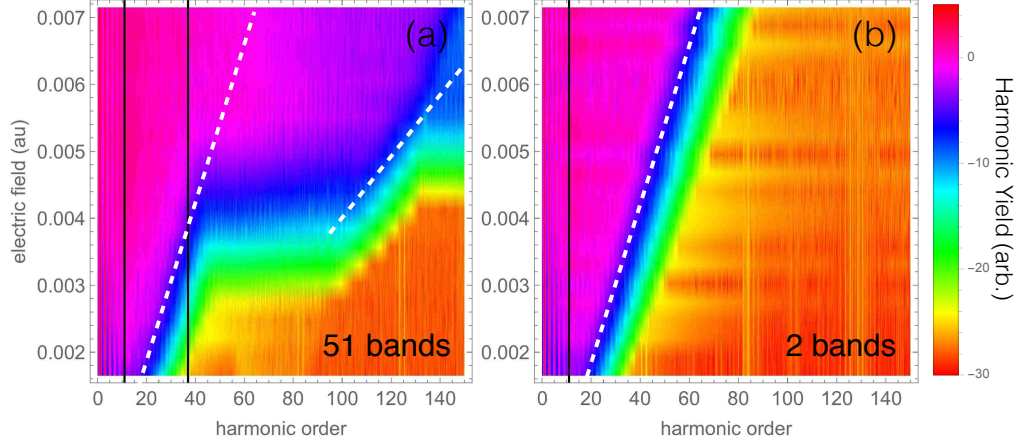 (a)
51 bands
0.007
0.006
0.005
0.004
0.003
0.002
electric field (au)
0 20 40 60 80 100 120 140
harmonic order
(b)
2 bands
0.007
0.006
0.005
0.004
0.003
0.002
0 20 40 60 80 100 120 140
harmonic order
0
−10
−20
−30
Harmonic Yield (arb.)